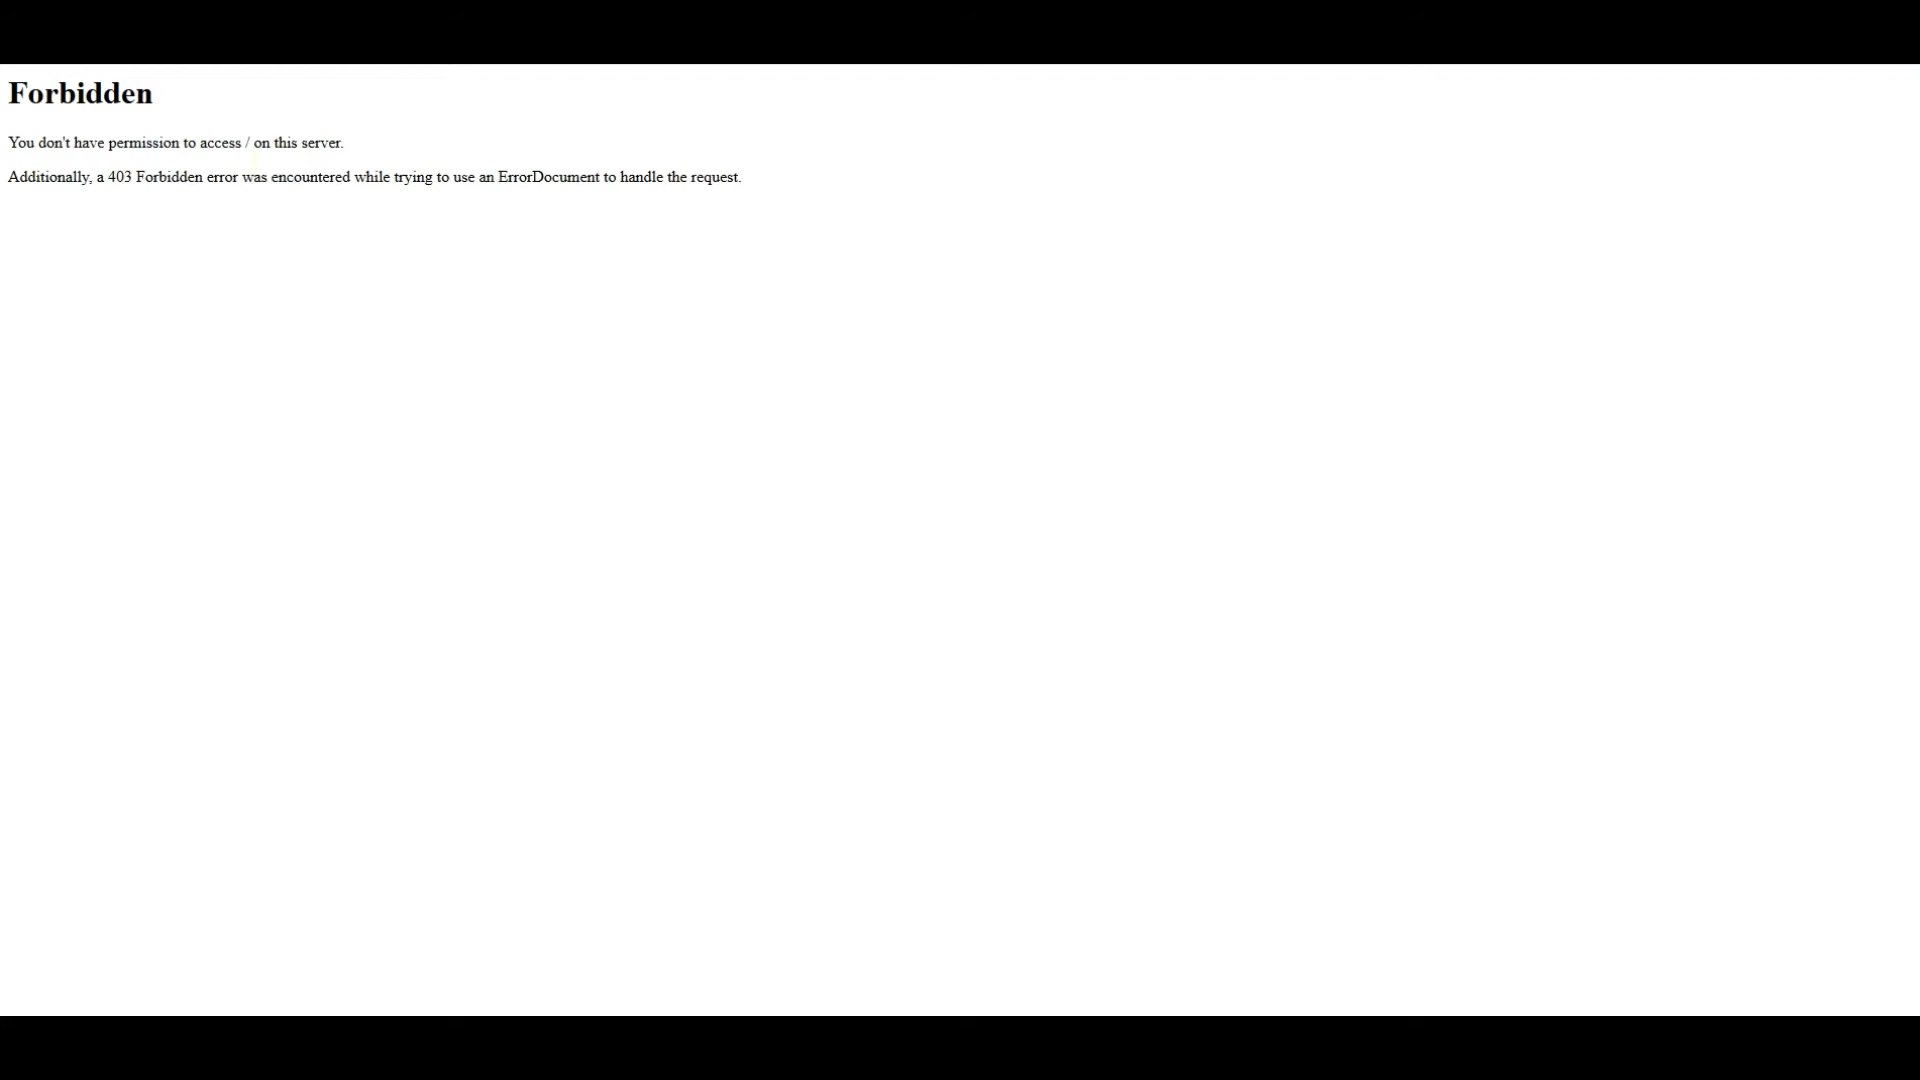 Forbidden
You don't have permission to access / on this server.
Additionally, a 403 Forbidden error was encountered while trying to use an ErrorDocument to handle the request.